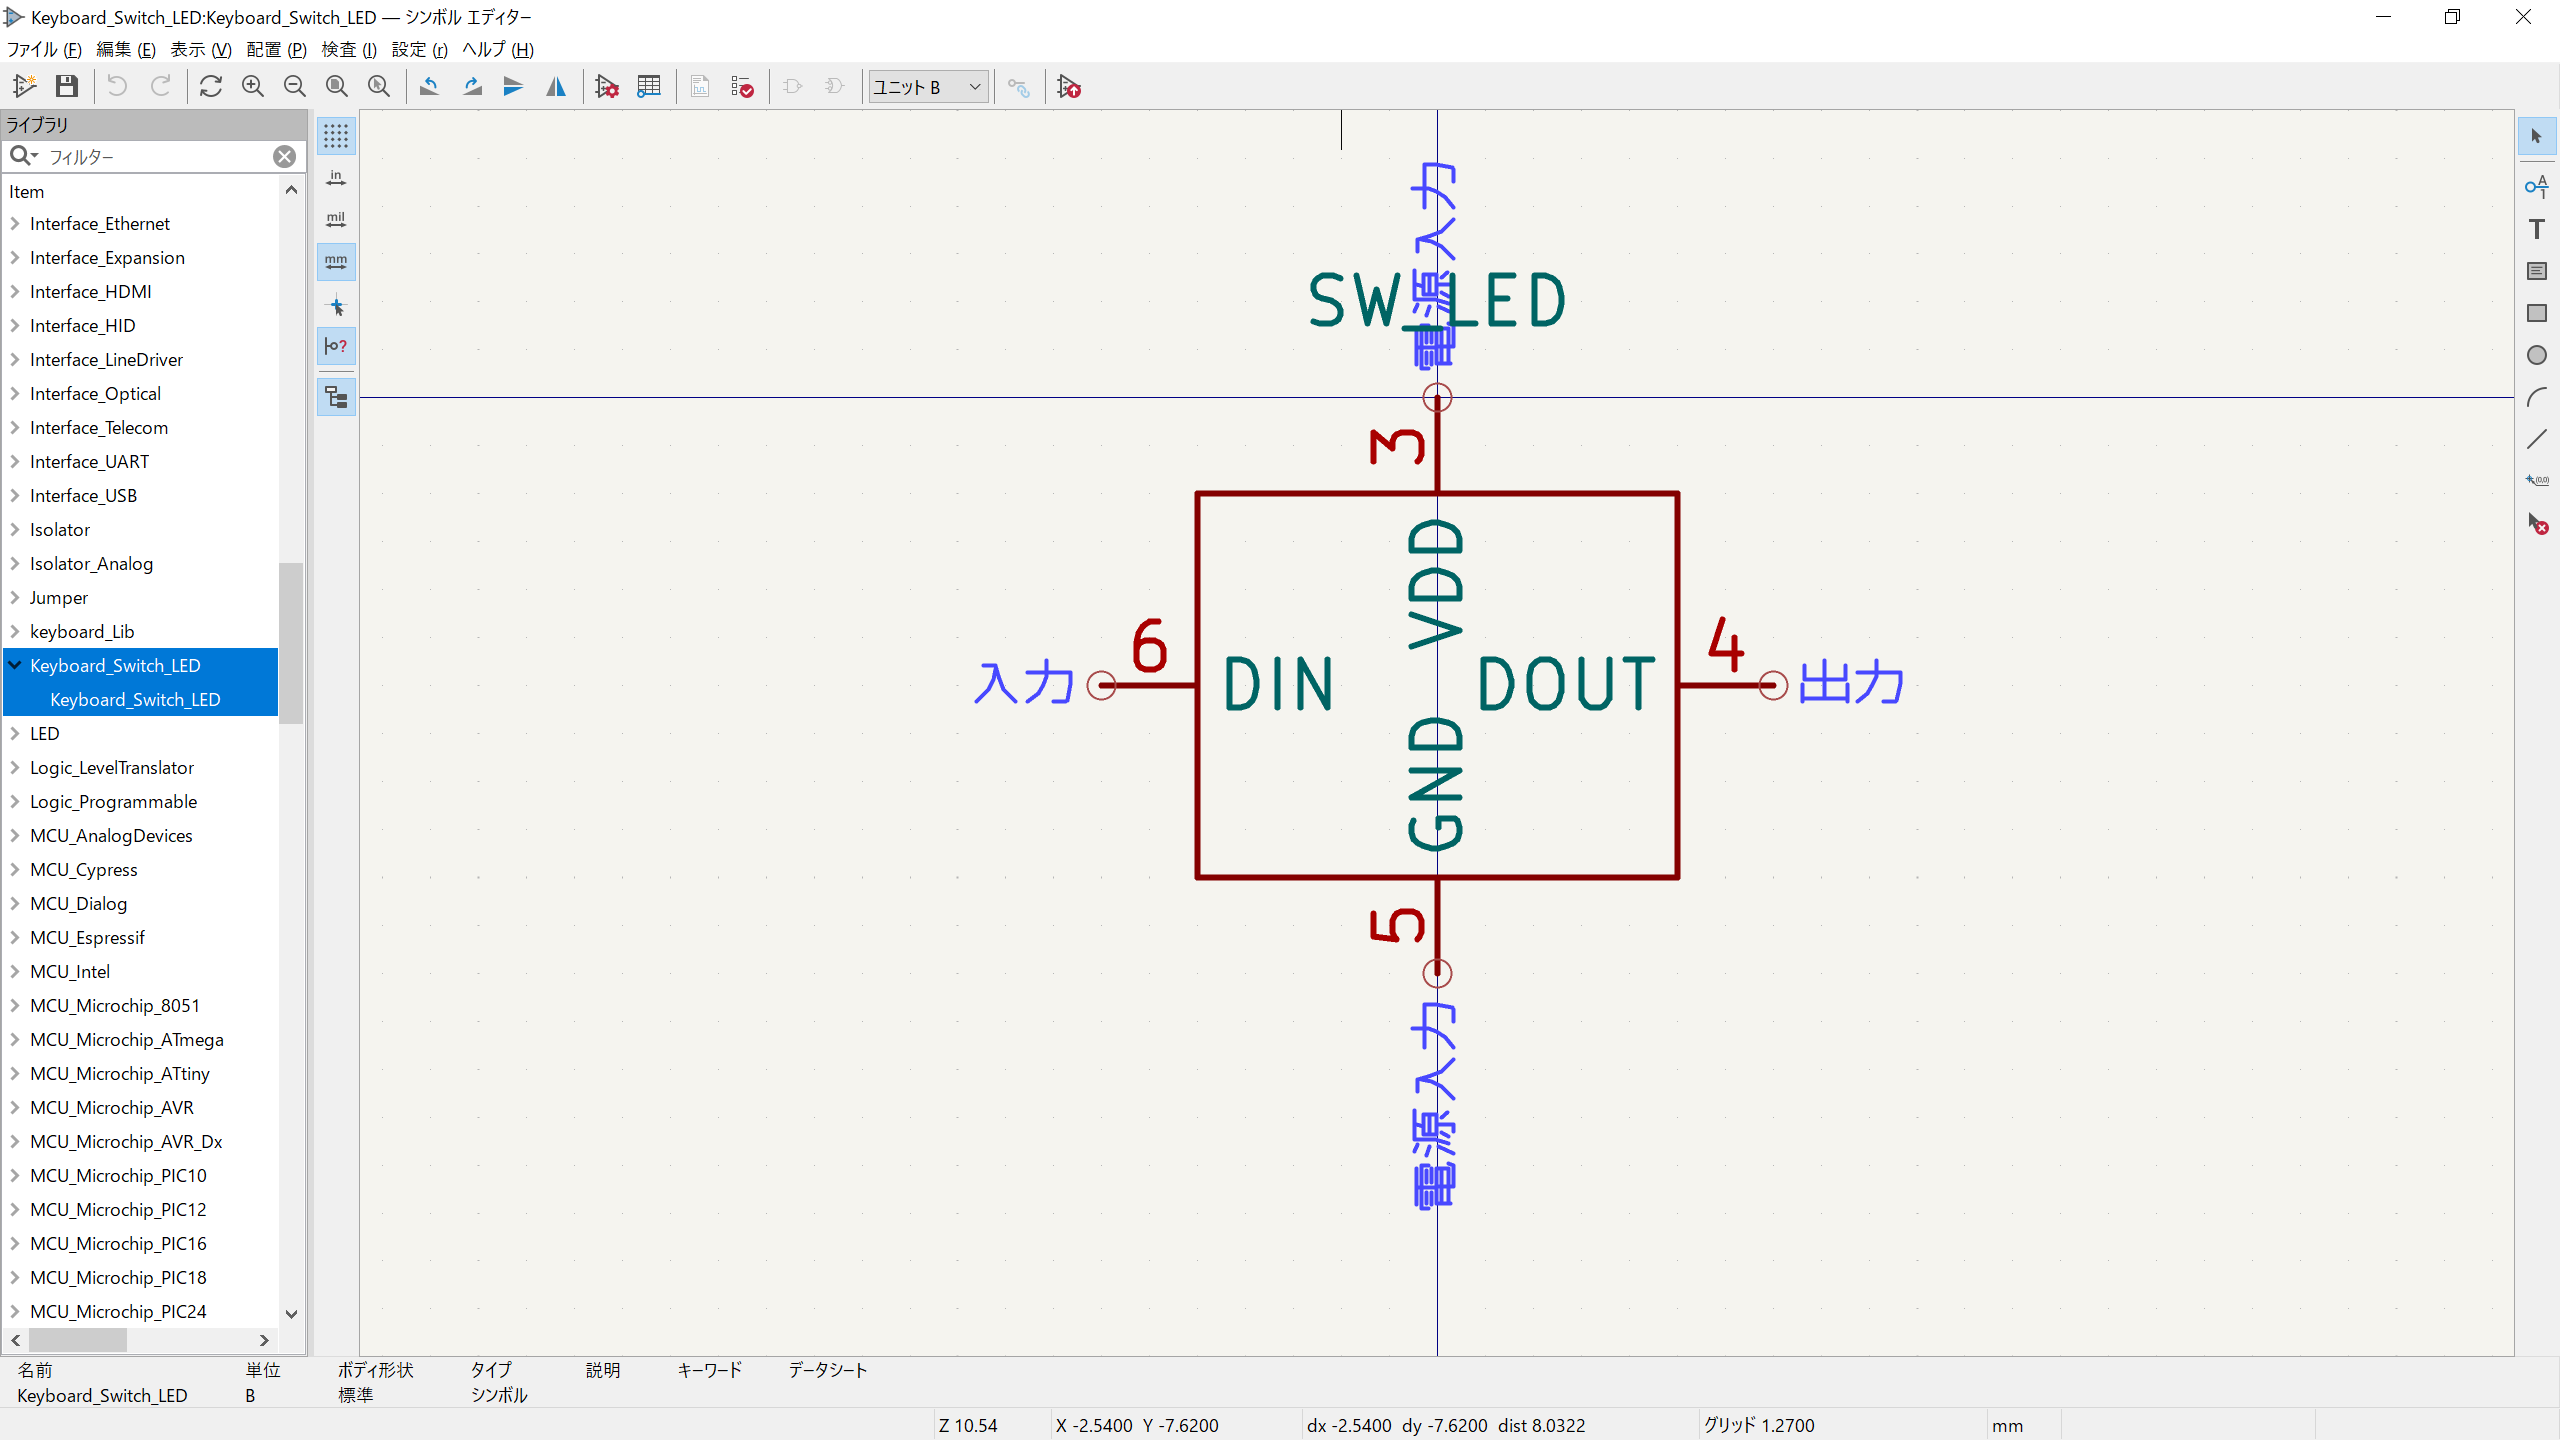 Keyboard_Switch_LED:Keyboard_Switch_LED — シンボル エディター
ファイル (F) 編集 (E) 表示 (V) 配置 (P) 検査 (I) 設定 (r) ヘルプ (H)
ユニット B
ライブラリ
フィルター
Item
Interface_Ethernet
Interface_Expansion
Interface_HDMI
Interface_HID
Interface_LineDriver
Interface_Optical
Interface_Telecom
Interface_UART
Interface_USB
Isolator
Isolator_Analog
Jumper
keyboard_Lib
Keyboard_Switch_LED
Keyboard_Switch_LED
LED
Logic_LevelTranslator
Logic_Programmable
MCU_AnalogDevices
MCU_Cypress
MCU_Dialog
MCU_Espressif
MCU_Intel
MCU_Microchip_8051
MCU_Microchip_ATmega
MCU_Microchip_ATtiny
MCU_Microchip_AVR
MCU_Microchip_AVR_Dx
MCU_Microchip_PIC10
MCU_Microchip_PIC12
MCU_Microchip_PIC16
MCU_Microchip_PIC18
MCU_Microchip_PIC24
in
mil
mm
電源入力
SW_LED
3
VDD
入力
6
DIN
DOUT
4
出力
GND
5
電源入力
A
1
T
(0,0)
名前 単位 ボディ形状 タイプ 説明 キーワード データシート
Keyboard_Switch_LED B 標準 シンボル
Z 10.54 X -2.5400 Y -7.6200 dx -2.5400 dy -7.6200 dist 8.0322 グリッド 1.2700 mm